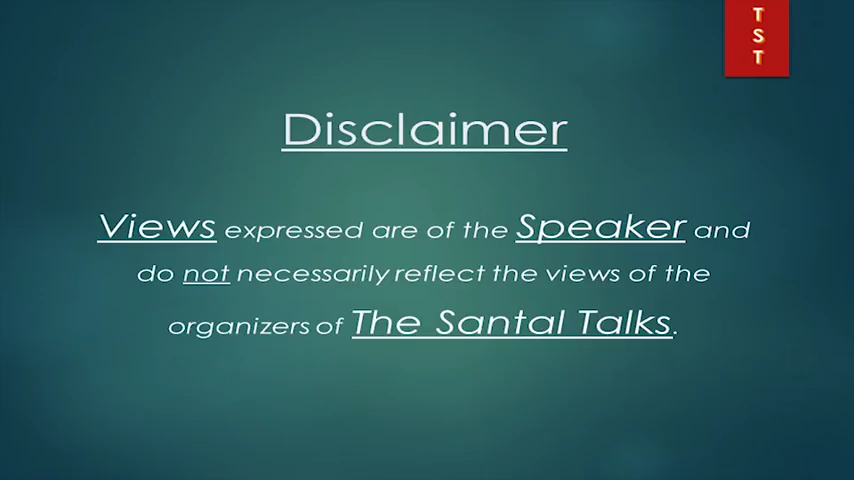 T
S
T
Disclaimer
Views expressed are of the Speaker and
do not necessarily reflect the views of the
organizers of The Santal Talks.